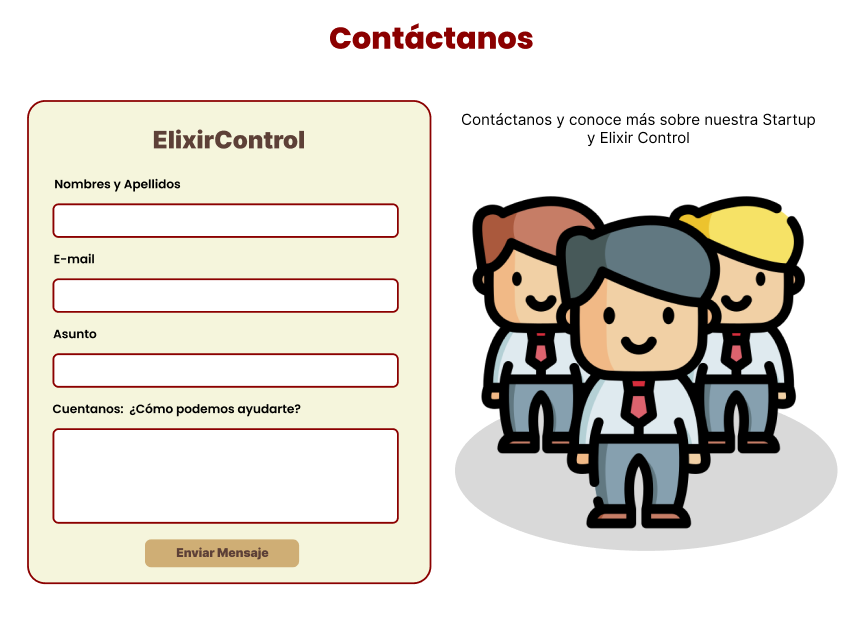 Contáctanos
ElixirControl
Nombres y Apellidos
E-mail
Asunto
Cuentanos: ¿Cómo podemos ayudarte?
Enviar Mensaje
Contáctanos y conoce más sobre nuestra Startup
y Elixir Control